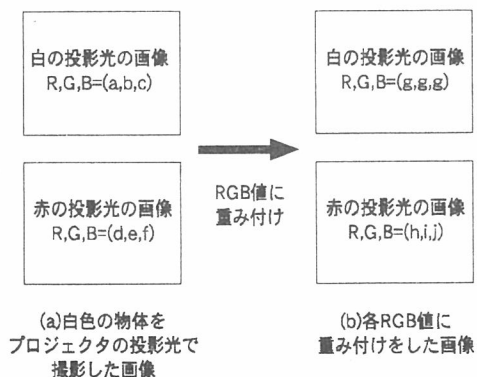 白の投影光の画像
R,G,B=(a,b,c)
白の投影光の画像
R,G,B=(g,g,g)
RGB値に
重み付け
赤の投影光の画像
R,G,B=(d,e,f)
赤の投影光の画像
R,G,B=(h,i,j)
(a)白色の物体を
プロジェクタの投影光で
撮影した画像
(b)各RGB値に
重み付けをした画像